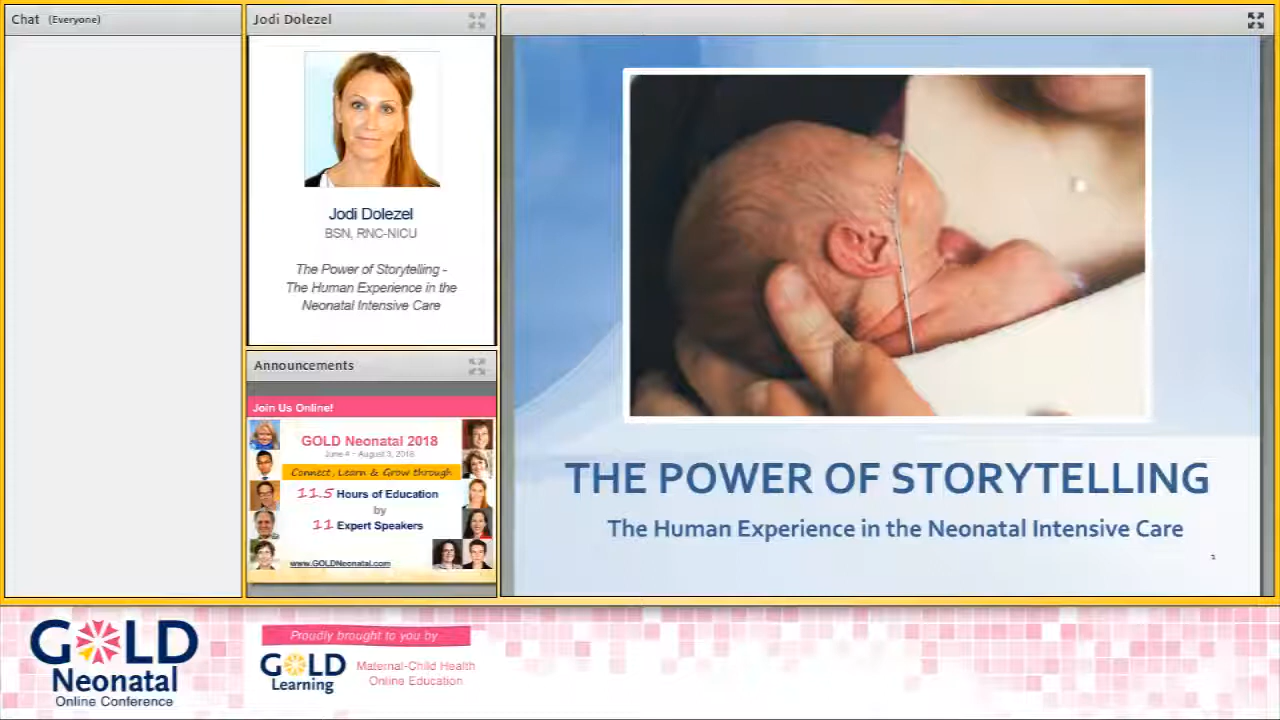 Chat (Everyone)
Jodi Dolezel
Jodi Dolezel
BSN, RNC-NICU
The Power of Storytelling -
The Human Experience in the
Neonatal Intensive Care
Announcements
Join Us Online!
GOLD Neonatal 2018
June 4 - August 3, 2018
Connect, Learn & Grow through
11.5 Hours of Education
by
11 Expert Speakers
www.GOLDNeonatal.com
THE POWER OF STORYTELLING
The Human Experience in the Neonatal Intensive Care
1
GOLD
Neonatal
Online Conference
Proudly brought to you by
GOLD
Learning
Maternal-Child Health
Online Education